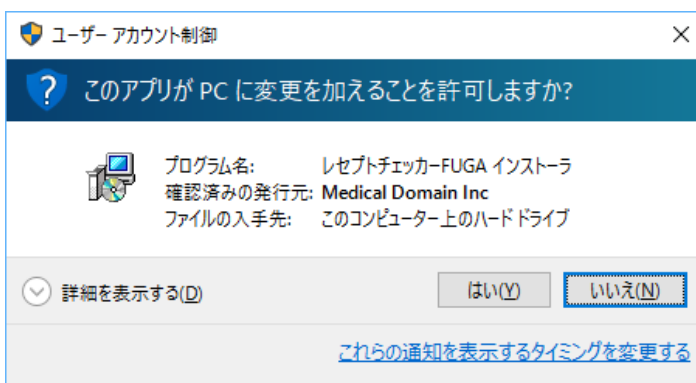 ユーザー アカウント制御
このアプリが PC に変更を加えることを許可しますか?
プログラム名: レセプトチェッカーFUGA インストーラ
確認済みの発行元: Medical Domain Inc
ファイルの入手先: このコンピューター上のハード ドライブ
詳細を表示する(D)
はい(Y)
いいえ(N)
これらの通知を表示するタイミングを変更する